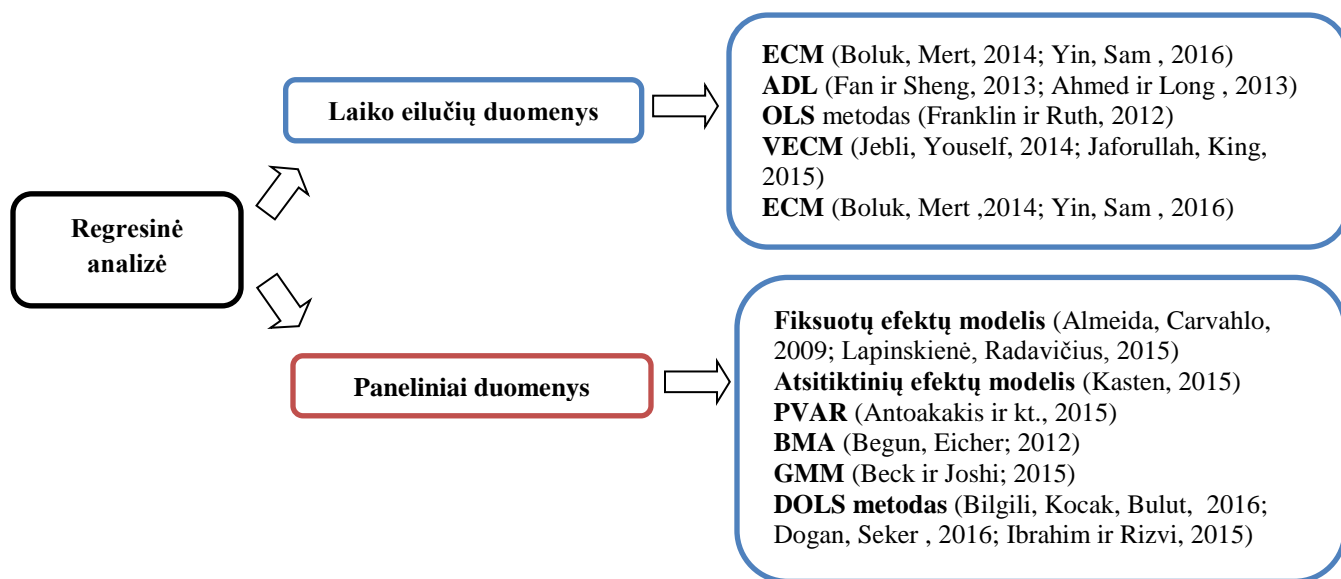 Regresinė
analizė
Laiko eilučių duomenys
ECM (Boluk, Mert, 2014; Yin, Sam , 2016)
ADL (Fan ir Sheng, 2013; Ahmed ir Long , 2013)
OLS metodas (Franklin ir Ruth, 2012)
VECM (Jebli, Youself, 2014; Jaforullah, King,
2015)
ECM (Boluk, Mert ,2014; Yin, Sam , 2016)
Paneliniai duomenys
Fiksuotų efektų modelis (Almeida, Carvahlo,
2009; Lapinskienė, Radavičius, 2015)
Atsitiktinių efektų modelis (Kasten, 2015)
PVAR (Antoakakis ir kt., 2015)
BMA (Begun, Eicher; 2012)
GMM (Beck ir Joshi; 2015)
DOLS metodas (Bilgili, Kocak, Bulut, 2016;
Dogan, Seker , 2016; Ibrahim ir Rizvi, 2015)